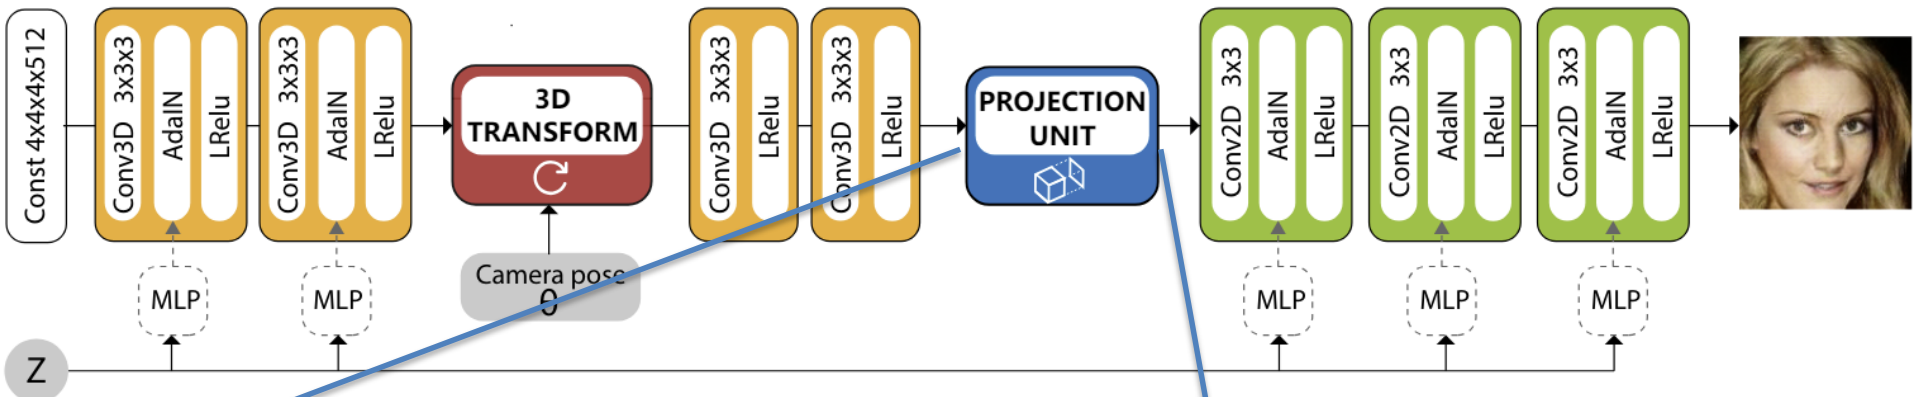 Const 4x4x4x512
Conv3D 3x3x3
AdaIN
LRelu
Conv3D 3x3x3
AdaIN
LRelu
3D
TRANSFORM
Conv3D 3x3x3
LRelu
Conv3D 3x3x3
LRelu
PROJECTION
UNIT
Conv2D 3x3
AdaIN
LRelu
Conv2D 3x3
AdaIN
LRelu
Conv2D 3x3
AdaIN
LRelu
MLP
MLP
Camera pose
θ
MLP
MLP
MLP
Z